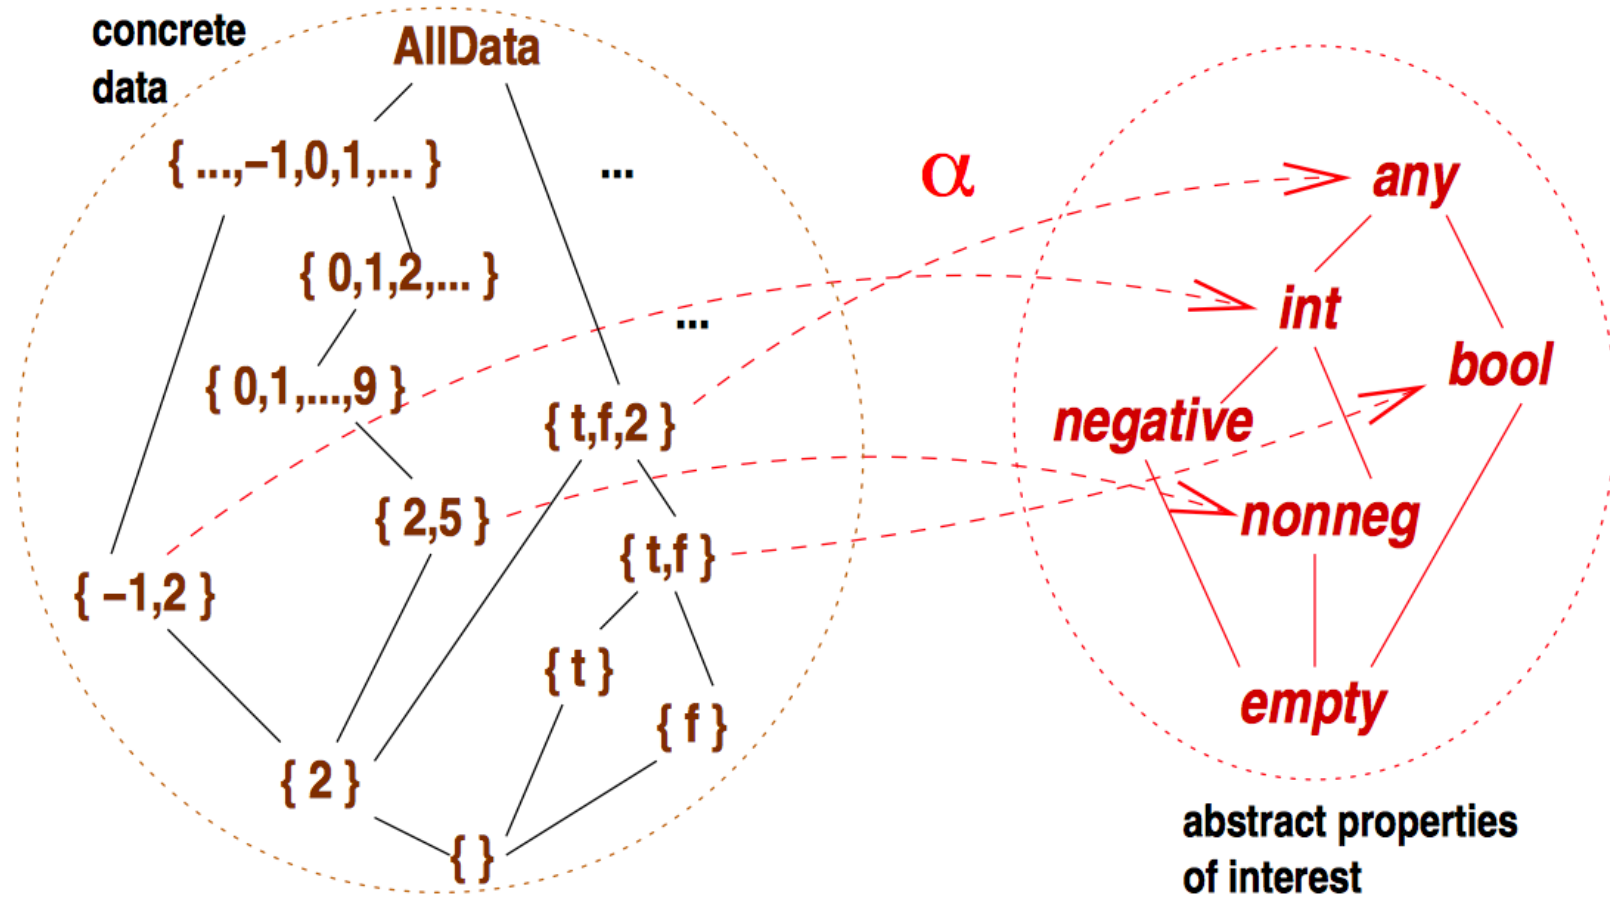 concrete
data
AllData
{ ...,−1,0,1,... }
...
{ 0,1,2,... }
...
{ 0,1,...,9 }
{ t,f,2 }
{ 2,5 }
{ t,f }
{ −1,2 }
{ t }
{ f }
{ 2 }
{ }
α
any
int
bool
negative
nonneg
empty
abstract properties
of interest